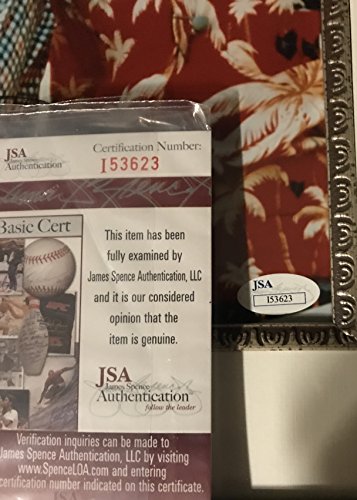 JSA
Authentication
Certification Number:
I53623
Basic Cert
This item has been
fully examined by
James Spence Authentication, LLC
and it is our considered
opinion that the
item is genuine.
JSA
James Spence
Authentication
follow the leader
Verification inquiries can be made to
James Spence Authentication, LLC by visiting
www.SpenceLOA.com and entering
certification number indicated on this certificate.
JSA
I53623